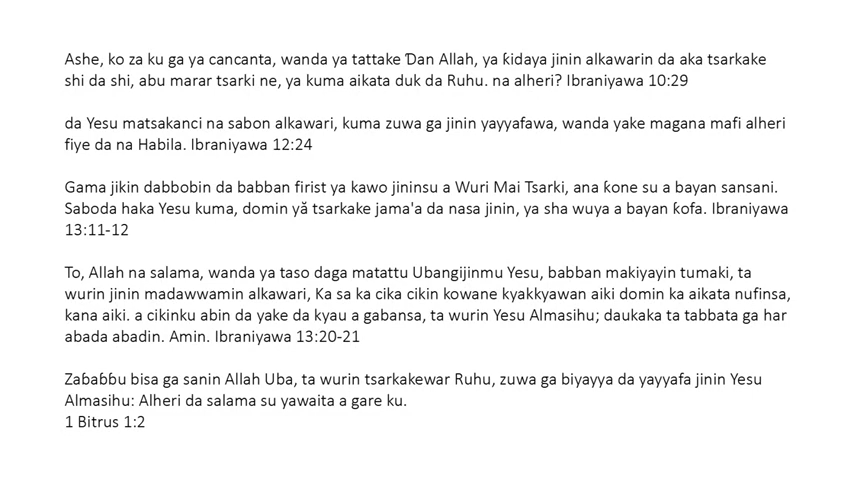 Ashe, ko za ku ga ya cancanta, wanda ya tattake Ɗan Allah, ya ƙidaya jinin alkawarin da aka tsarkake
shi da shi, abu marar tsarki ne, ya kuma aikata duk da Ruhu. na alheri? Ibraniyawa 10:29
da Yesu matsakanci na sabon alkawari, kuma zuwa ga jinin yayyafawa, wanda yake magana mafi alheri
fiye da na Habila. Ibraniyawa 12:24
Gama jikin dabbobin da babban firist ya kawo jininsu a Wuri Mai Tsarki, ana ƙone su a bayan sansani.
Saboda haka Yesu kuma, domin yǎ tsarkake jama'a da nasa jinin, ya sha wuya a bayan ƙofa. Ibraniyawa
13:11-12
To, Allah na salama, wanda ya taso daga matattu Ubangijinmu Yesu, babban makiyayin tumaki, ta
wurin jinin madawwamin alkawari, Ka sa ka cika cikin kowane kyakkyawan aiki domin ka aikata nufinsa,
kana aiki. a cikinku abin da yake da kyau a gabansa, ta wurin Yesu Almasihu; daukaka ta tabbata ga har
abada abadin. Amin. Ibraniyawa 13:20-21
Zaɓaɓɓu bisa ga sanin Allah Uba, ta wurin tsarkakewar Ruhu, zuwa ga biyayya da yayyafa jinin Yesu
Almasihu: Alheri da salama su yawaita a gare ku.
1 Bitrus 1:2